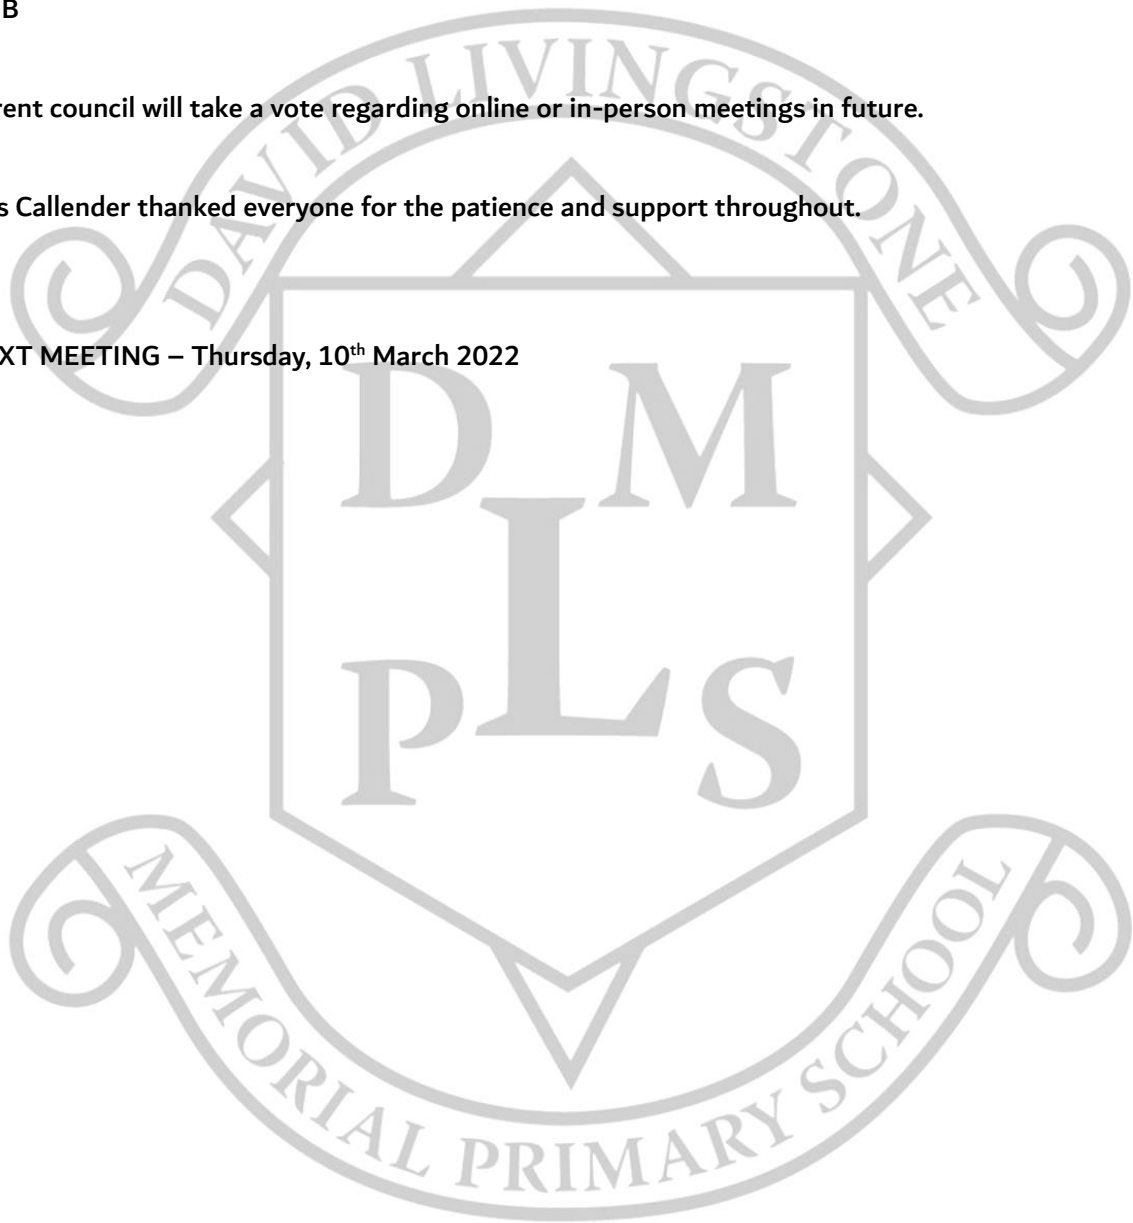 B
rent council will take a vote regarding online or in-person meetings in future.
s Callender thanked everyone for the patience and support throughout.
XT MEETING – Thursday, 10th March 2022
DAVID LIVINGSTONE
D M
L
P S
MEMORIAL PRIMARY SCHOOL